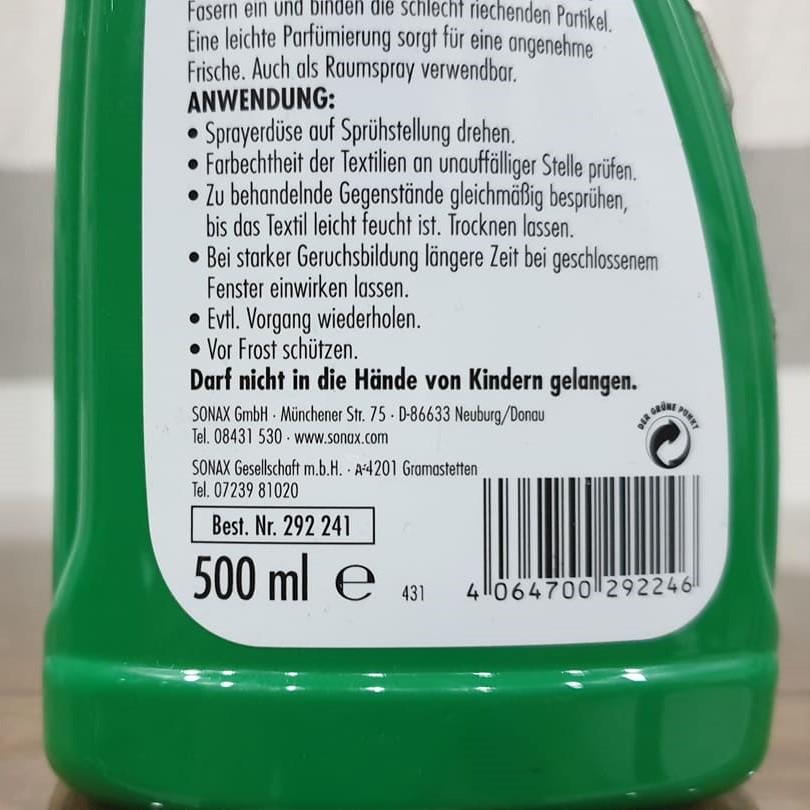 Fasern ein und binden die schlecht riechenden Partikel.
Eine leichte Parfümierung sorgt für eine angenehme
Frische. Auch als Raumspray verwendbar.
ANWENDUNG:
• Sprayerdüse auf Sprühstellung drehen.
• Farbechtheit der Textilien an unauffälliger Stelle prüfen.
• Zu behandelnde Gegenstände gleichmäßig besprühen,
bis das Textil leicht feucht ist. Trocknen lassen.
• Bei starker Geruchsbildung längere Zeit bei geschlossenem
Fenster einwirken lassen.
• Evtl. Vorgang wiederholen.
• Vor Frost schützen.
Darf nicht in die Hände von Kindern gelangen.
SONAX GmbH · Münchener Str. 75 · D-86633 Neuburg/Donau
Tel. 08431 530 · www.sonax.com
DER GRÜNE PUNKT
SONAX Gesellschaft m.b.H. · A-4201 Gramastetten
Tel. 07239 81020
Best. Nr. 292 241
500 ml e 431
4 064700 292246